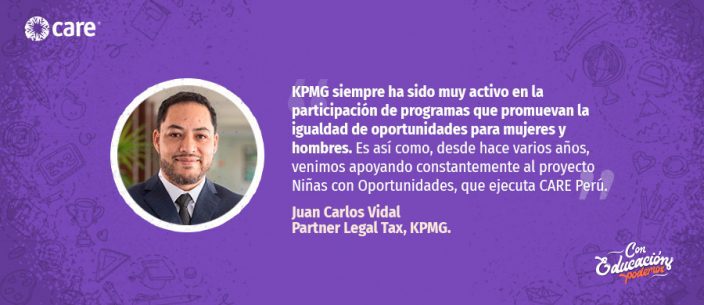 care®
KPMG siempre ha sido muy activo en la
participación de programas que promuevan la
igualdad de oportunidades para mujeres y
hombres. Es así como, desde hace varios años,
venimos apoyando constantemente al proyecto
Niñas con Oportunidades, que ejecuta CARE Perú.
Juan Carlos Vidal
Partner Legal Tax, KPMG.
Con
Educación
podemos